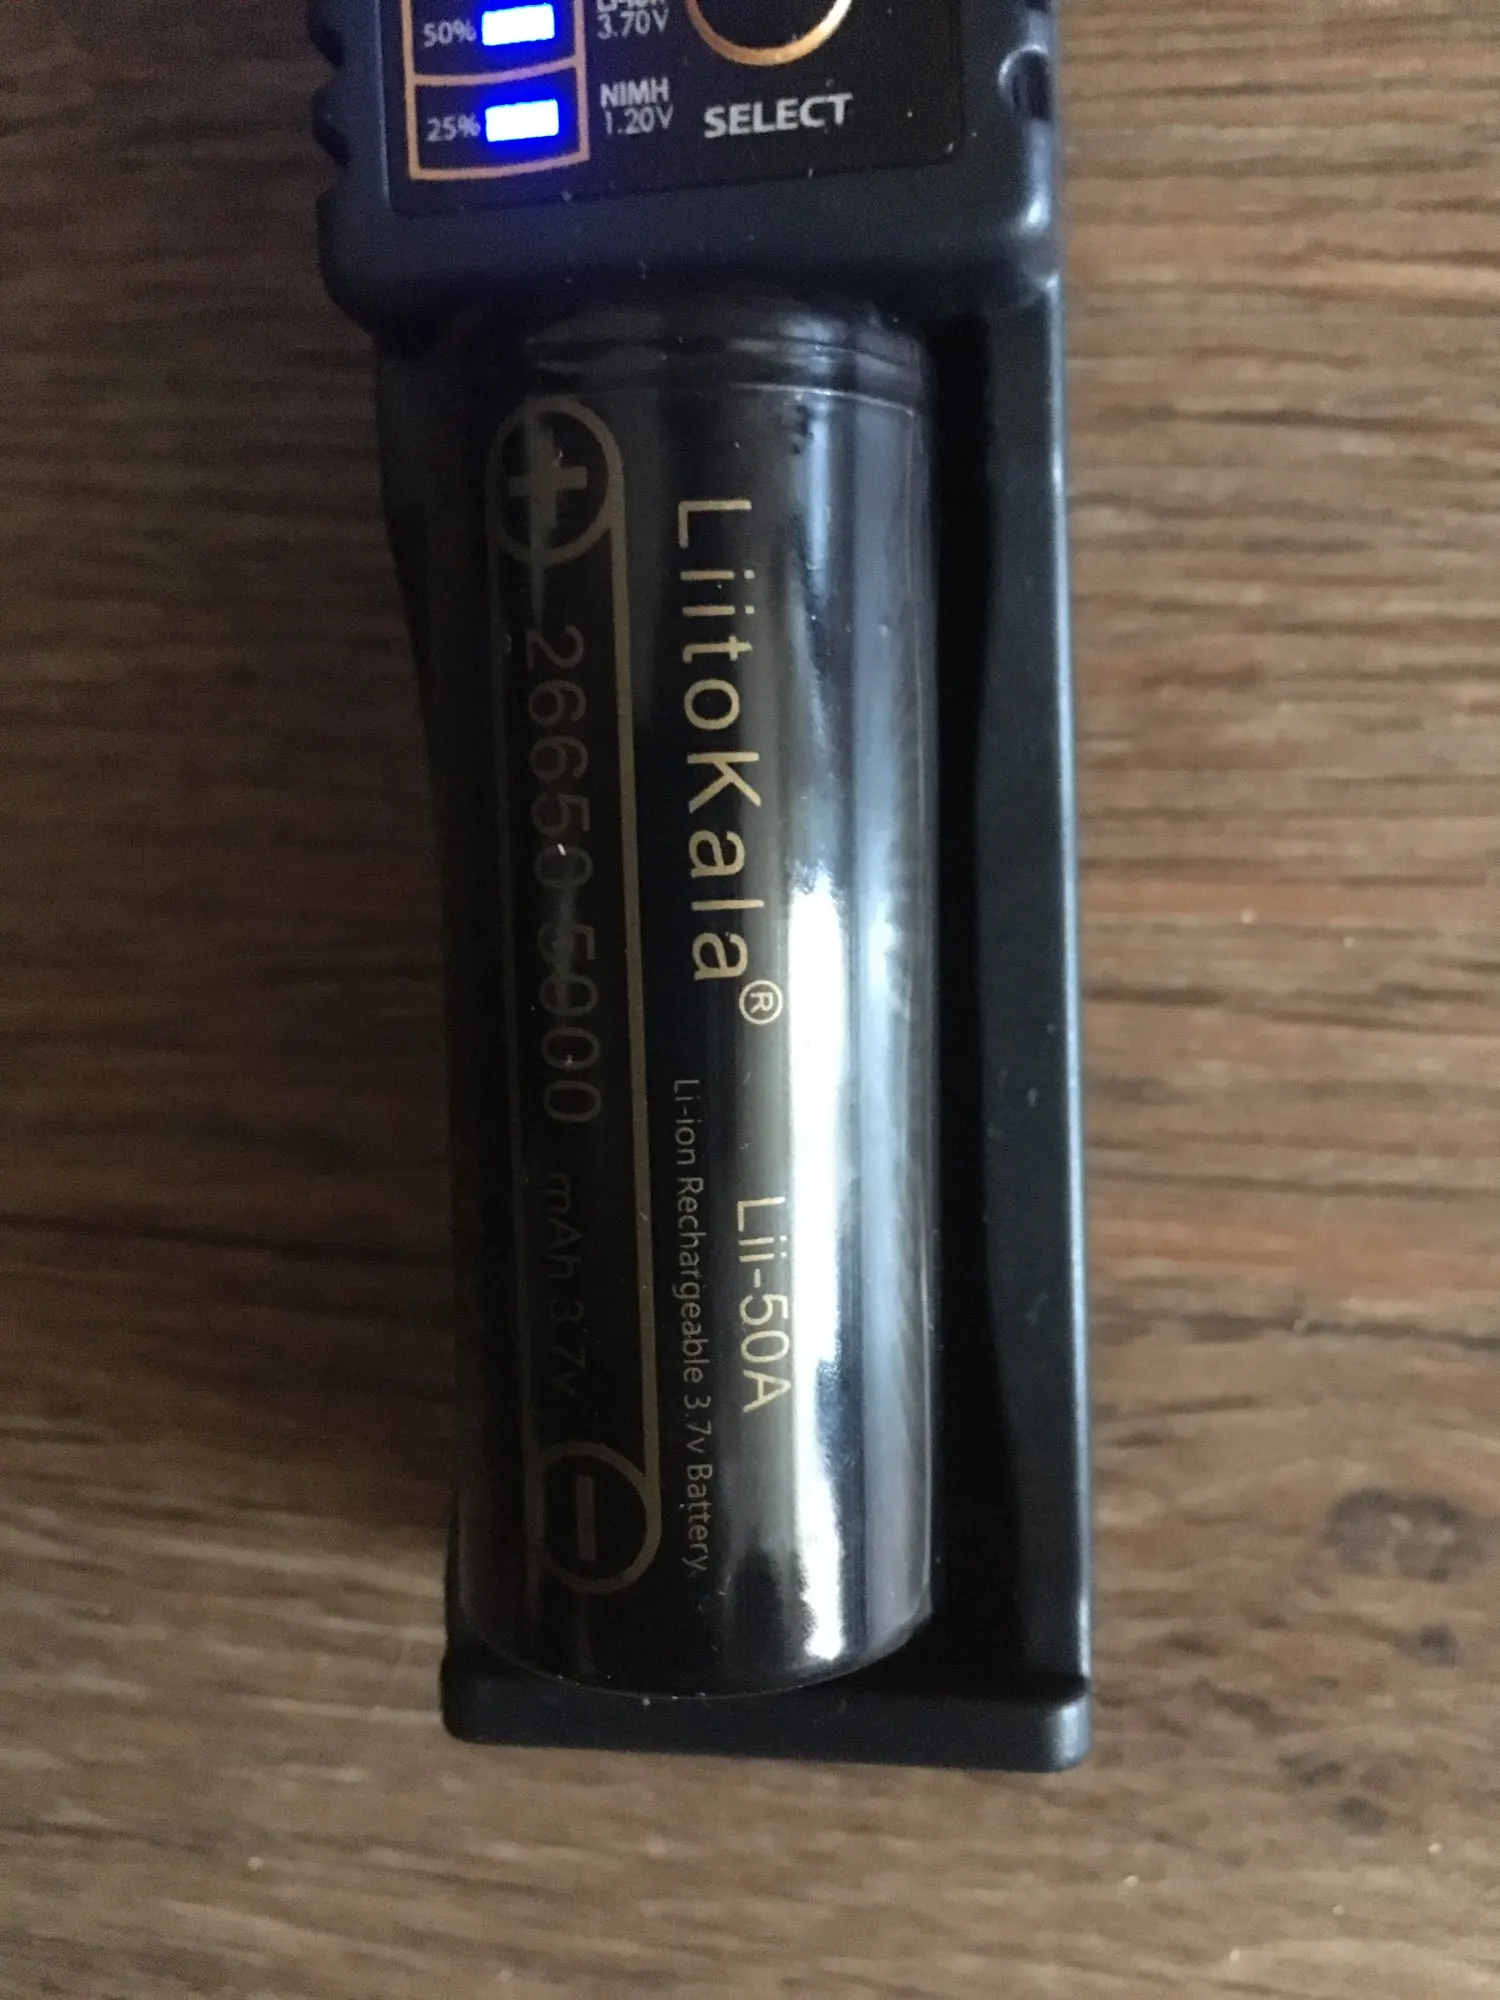 50%
3.70V
25%
NIMH
1.20V
SELECT
LiitoKala® Lii-50A
Li-ion Rechargeable 3.7v Battery.
+ 26650-5000 mAh 3.7v −